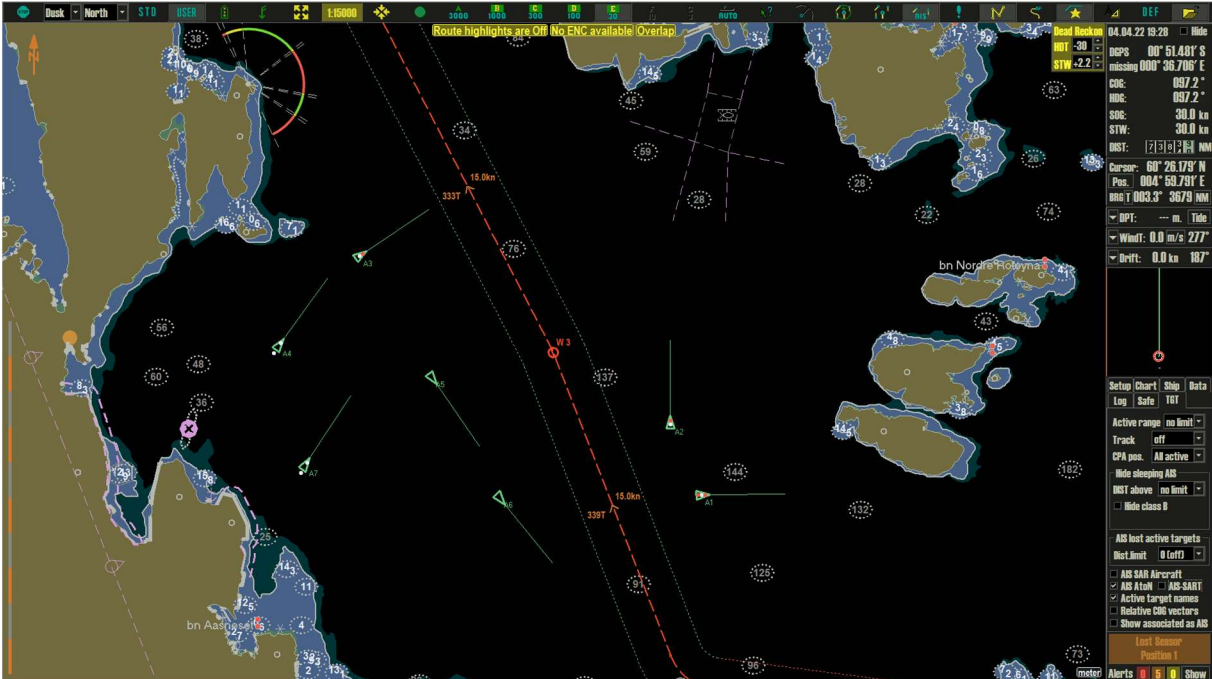 Dusk North STD USER 1:15000 A 3000 B 1000 C 300 D 100 E 20 AUTO AIS DEF
Route highlights are Off No ENC available Overlap
Dead Reckon
HDT -30
STW +2.2
04.04.22 19:28 Hide
DGPS 00° 51.481' S
missing 006° 36.706' E
COG: 097.2°
HDG: 097.2°
SOG: 30.0 kn
STW: 30.0 kn
DIST: NM
Cursor: 60° 26.179' N
Pos. 004° 59.791' E
BRG T 003.3° 3679 NM
DPT: --- m. Tide
WindT: 0.0 m/s 277°
Drift: 0.0 kn 187°
Setup Chart Ship Data
Log Safe TGT
Active range no limit
Track off
CPA pos. All active
Hide sleeping AIS
DIST above no limit
Hide class B
AIS lost active targets
Dist.limit 0 (off)
AIS SAR Aircraft
AIS AtoN AIS-SART
Active target names
Relative COG vectors
Show associated as AIS
Lost Sensor
Position 1
Alerts 0 5 0 Show
N
38
45
34
63
59
26
28
28
22
74
15.0kn
333T
76
A3
bn Nordre Rotøyna
43
56
A4
48
W 3
60
A5
137
36
A2
A7
144
182
A6
15.0kn
A1
132
339T
25
125
91
bn Aasneset
96
73
meter